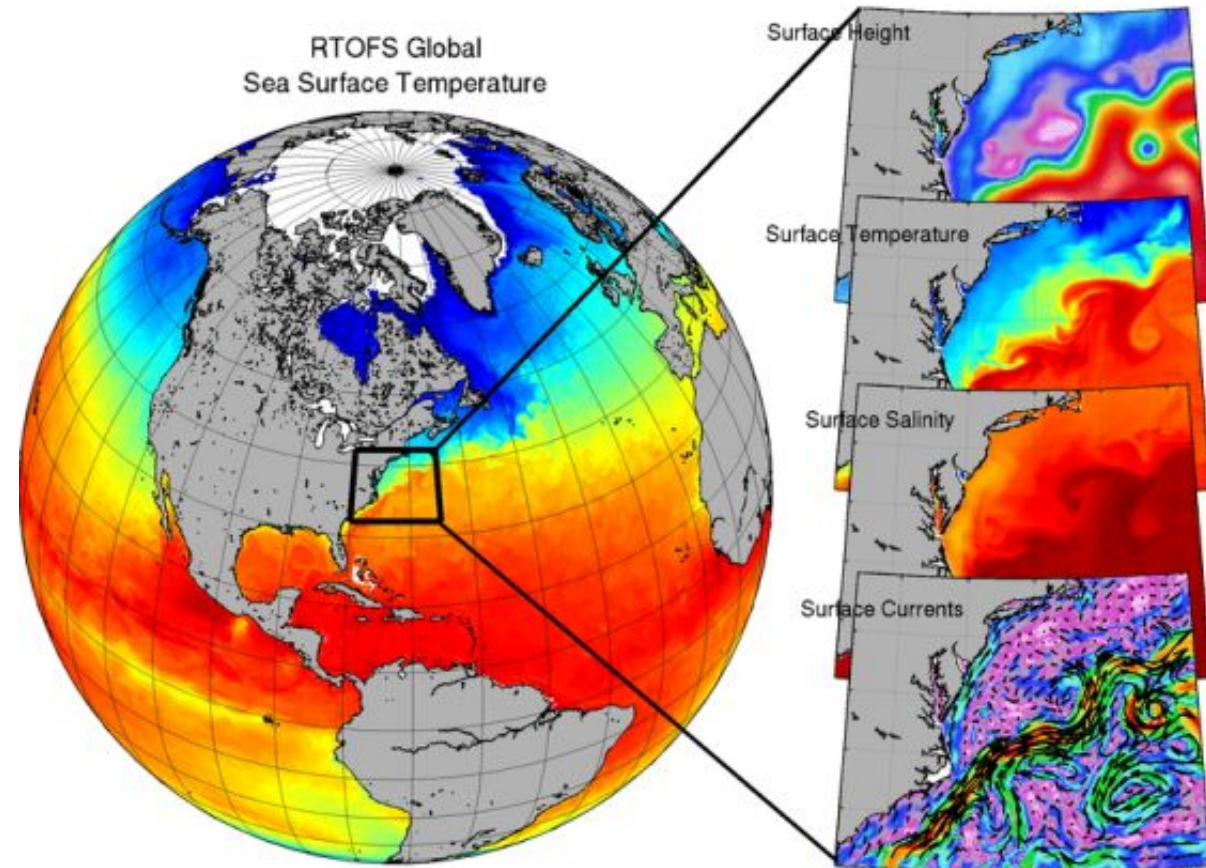 RTOFS Global
Sea Surface Temperature
Surface Height
Surface Temperature
Surface Salinity
Surface Currents